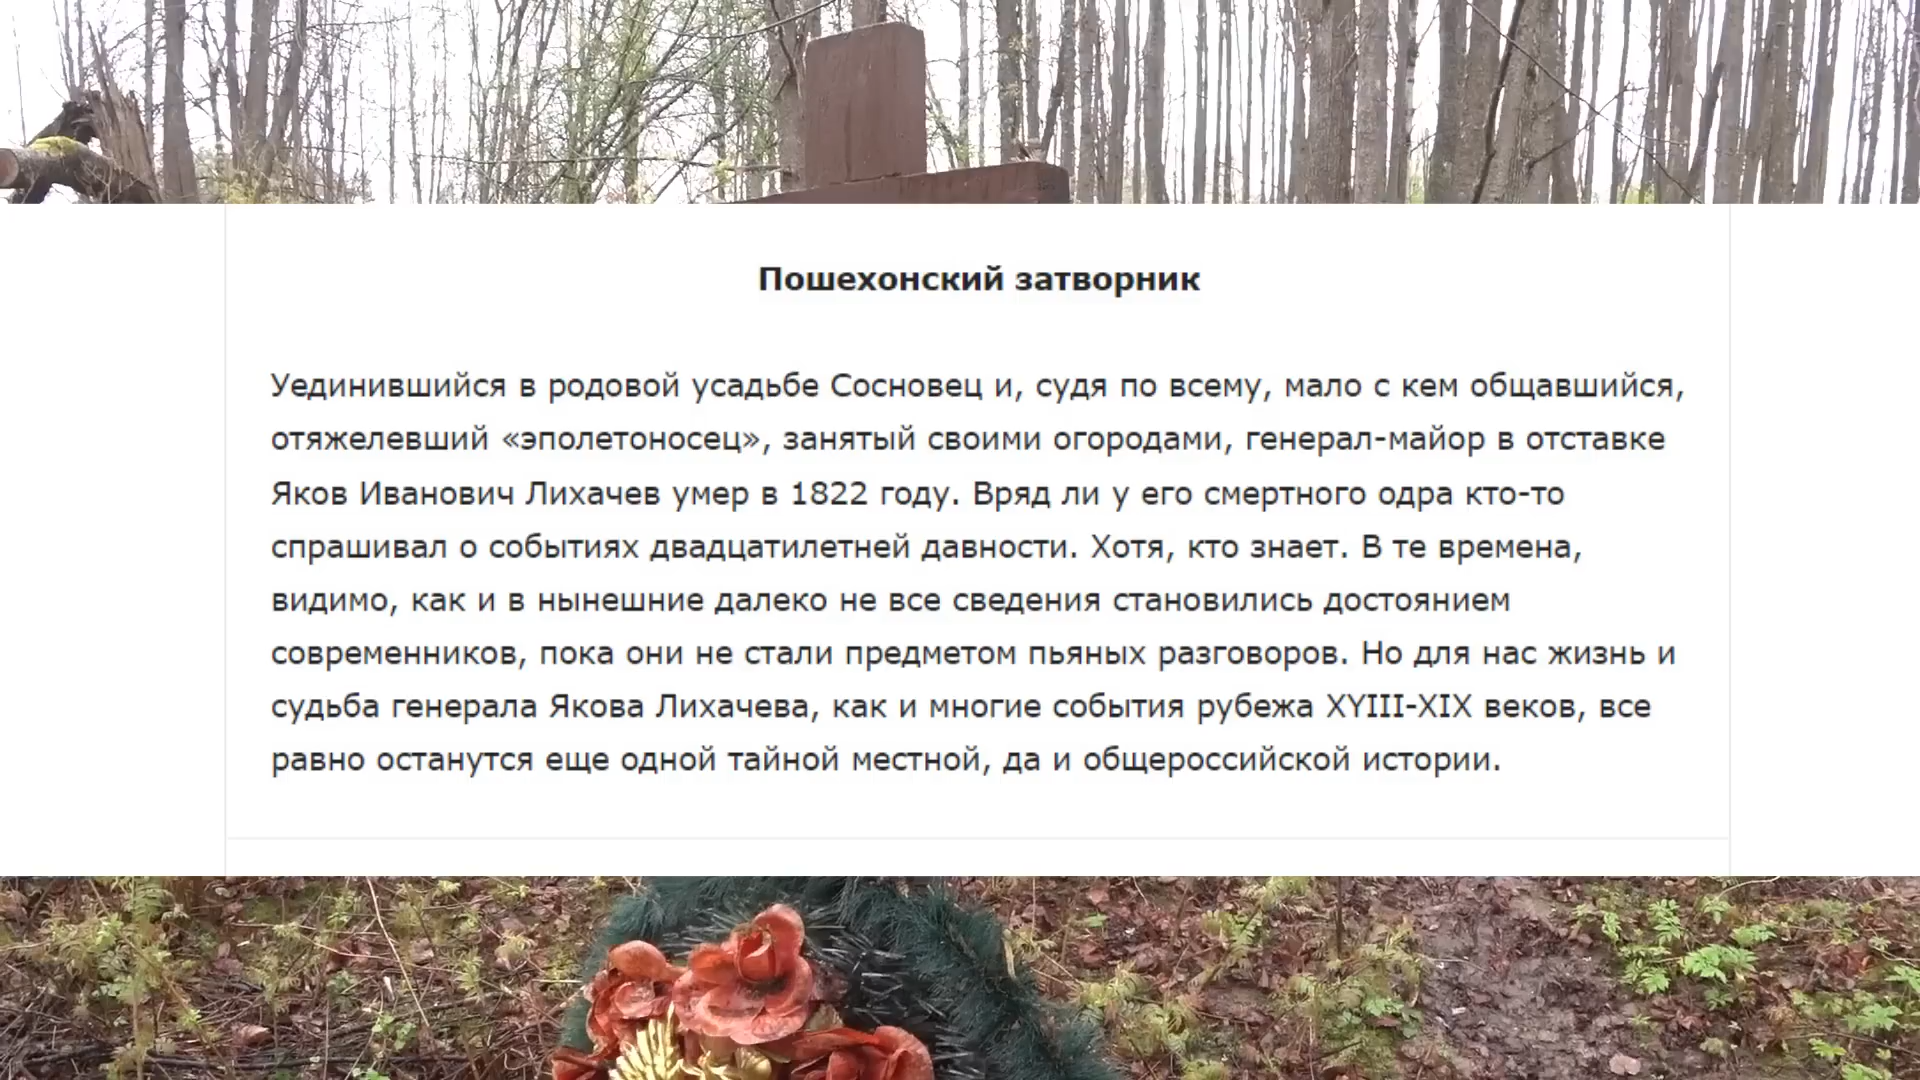 Пошехонский затворник
Уединившийся в родовой усадьбе Сосновец и, судя по всему, мало с кем общавшийся,
отяжелевший «эполетоносец», занятый своими огородами, генерал-майор в отставке
Яков Иванович Лихачев умер в 1822 году. Вряд ли у его смертного одра кто-то
спрашивал о событиях двадцатилетней давности. Хотя, кто знает. В те времена,
видимо, как и в нынешние далеко не все сведения становились достоянием
современников, пока они не стали предметом пьяных разговоров. Но для нас жизнь и
судьба генерала Якова Лихачева, как и многие события рубежа XYIII-XIX веков, все
равно останутся еще одной тайной местной, да и общероссийской истории.